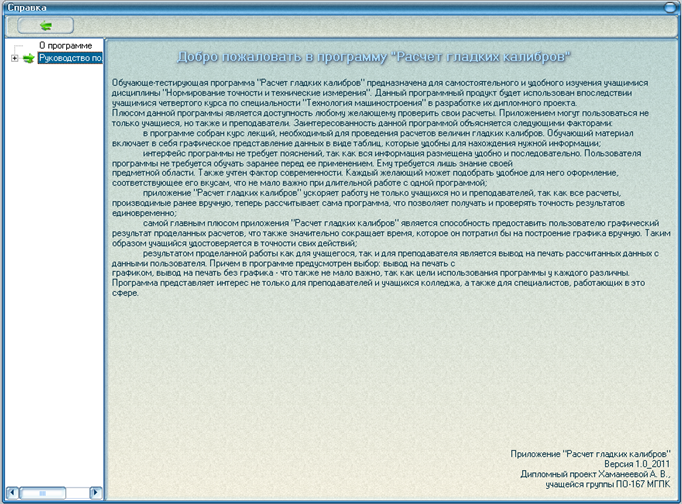 Справка
О программе
Руководство по
Добро пожаловать в программу "Расчет гладких калибров"
Обучающе-тестирующая программа "Расчет гладких калибров" предназначена для самостоятельного и удобного изучения учащимися
дисциплины "Нормирование точности и технические измерения". Данный программный продукт будет использован впоследствии
учащимися четвертого курса по специальности "Технология машиностроения" в разработке их дипломного проекта.
Плюсом данной программы является доступность любому желающему проверить свои расчеты. Приложением могут пользоваться не
только учащиеся, но также и преподаватели. Заинтересованность данной программой объясняется следующими факторами:
в программе собран курс лекций, необходимый для проведения расчетов величин гладких калибров. Обучающий материал
включает в себя графическое представление данных в виде таблиц, которые удобны для нахождения нужной информации;
интерфейс программы не требует пояснений, так как вся информация размещена удобно и последовательно. Пользователя
программы не требуется обучать заранее перед ее применением. Ему требуется лишь знание своей
предметной области. Также учтен фактор современности. Каждый желающий может подобрать удобное для него оформление,
соответствующее его вкусам, что не мало важно при длительной работе с одной программой;
приложение "Расчет гладких калибров" ускоряет работу не только учащихся но и преподавателей, так как все расчеты,
производимые ранее вручную, теперь рассчитывает сама программа, что позволяет получать и проверять точность результатов
единовременно;
самой главным плюсом приложения "Расчет гладких калибров" является способность предоставить пользователю графический
результат проделанных расчетов, что также значительно сокращает время, которое он потратил бы на построение графика вручную. Таким
образом учащийся удостоверяется в точности свих действий;
результатом проделанной работы как для учащегося, так и для преподавателя является вывод на печать рассчитанных данных с
данными пользователя. Причем в программе предусмотрен выбор: вывод на печать с
графиком, вывод на печать без графика - что также не мало важно, так как цели использования программы у каждого различны.
Программа представляет интерес не только для преподавателей и учащихся колледжа, а также для специалистов, работающих в это
сфере.
Приложение "Расчет гладких калибров"
Версия 1.0_2011
Дипломный проект Хаманеевой А. В.,
учащейся группы ПО-167 МГПК